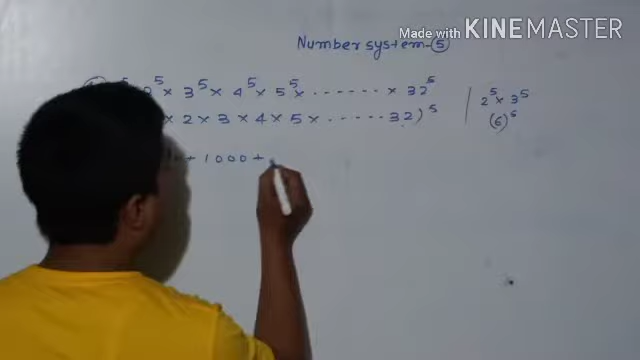 Made with KINEMASTER
Number system-⑤
⁵ × 3⁵ × 4⁵ × 5⁵ × ....... × 32⁵
× 2 × 3 × 4 × 5 × ...... 32)⁵
2⁵ × 3⁵
(6)⁵
+ 1000 +